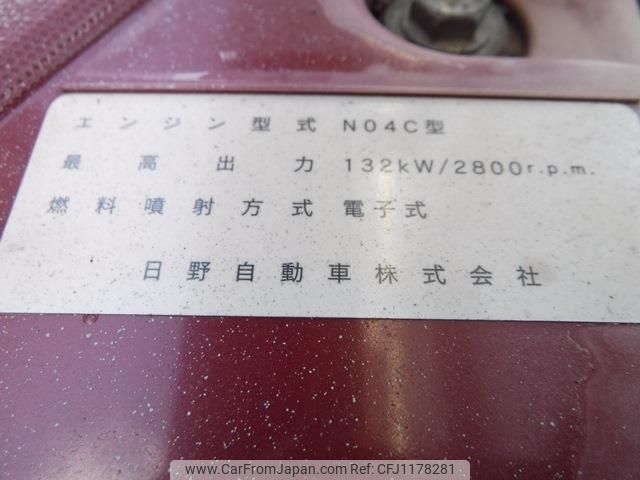 エンジン型式 N04C型
最高出力 132kW/2800r.p.m.
燃料噴射方式 電子式
日野自動車株式会社
www.CarFromJapan.com CFJ1178281